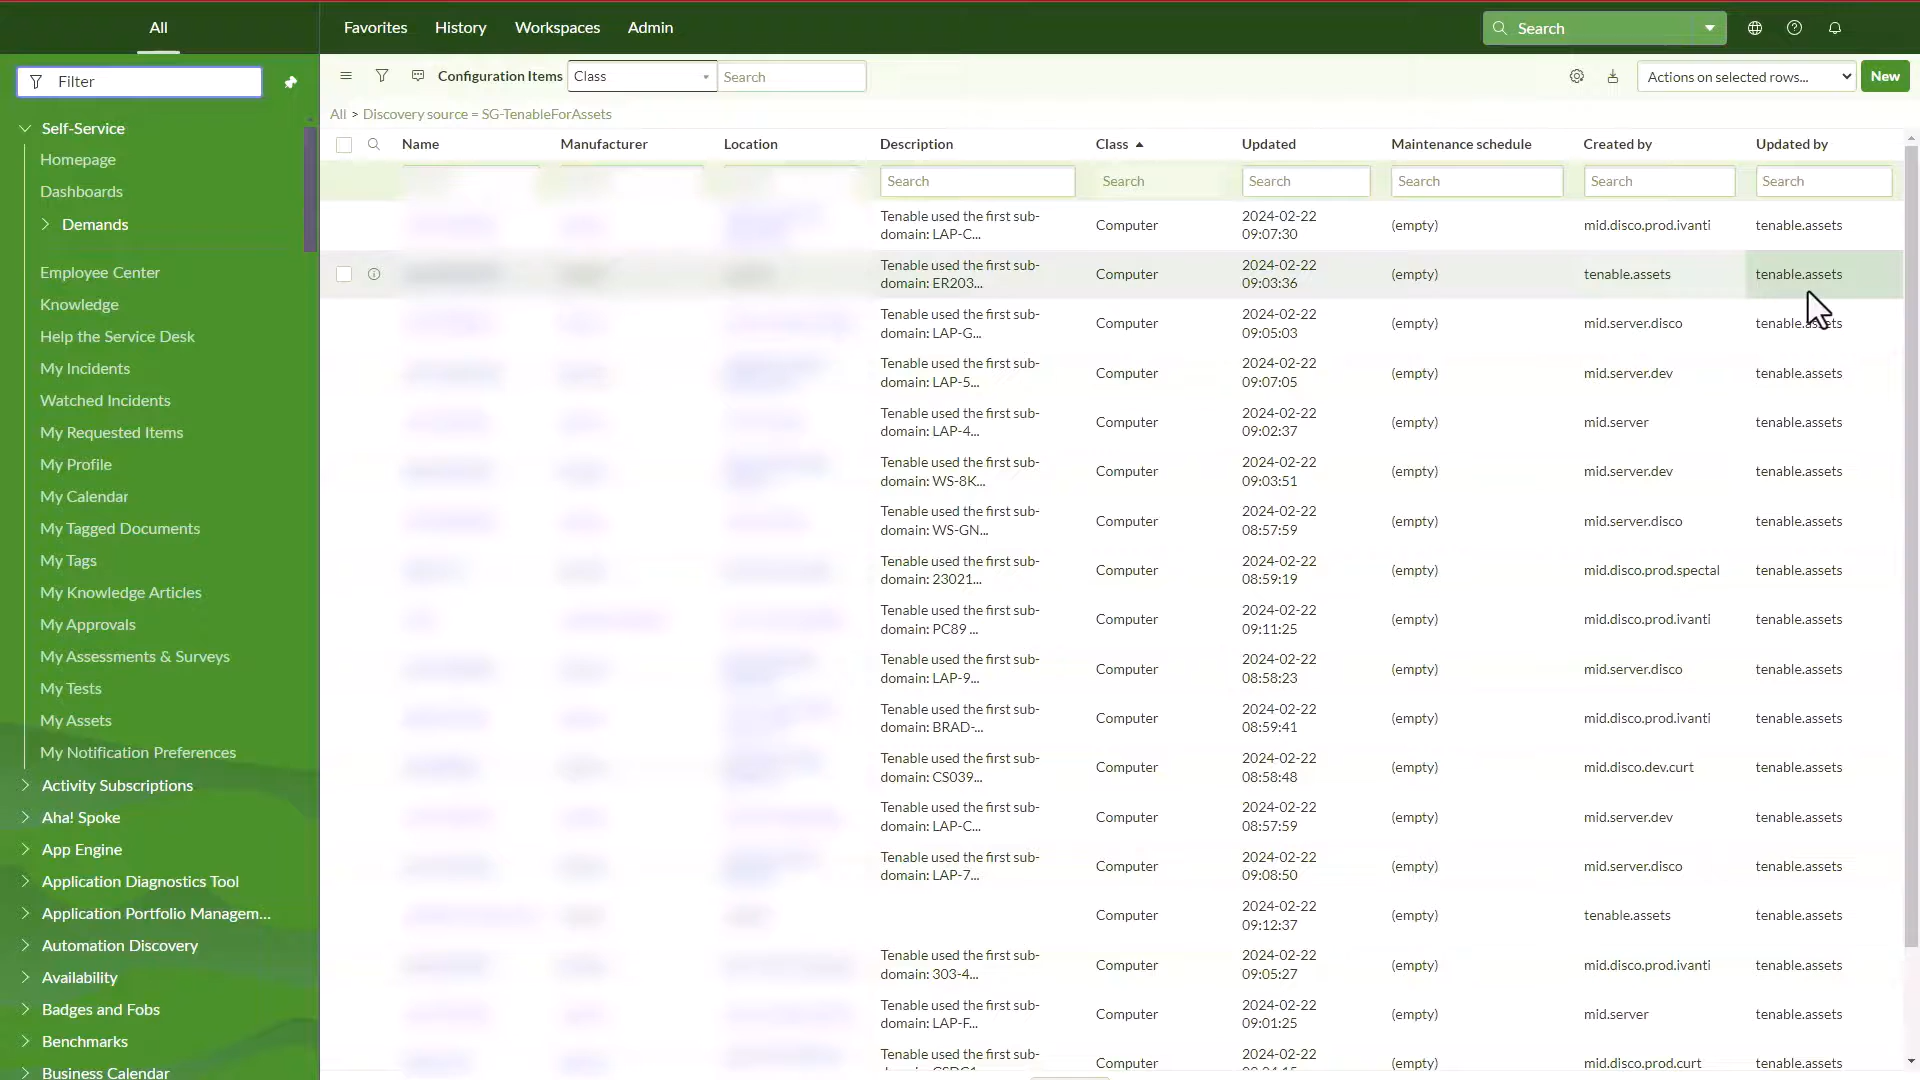 All
Favorites History Workspaces Admin
Search
Filter
Configuration Items Class Search
Actions on selected rows... New
All > Discovery source = SG-TenableForAssets
Self-Service
Homepage
Dashboards
Demands
Employee Center
Knowledge
Help the Service Desk
My Incidents
Watched Incidents
My Requested Items
My Profile
My Calendar
My Tagged Documents
My Tags
My Knowledge Articles
My Approvals
My Assessments & Surveys
My Tests
My Assets
My Notification Preferences
Activity Subscriptions
Aha! Spoke
App Engine
Application Diagnostics Tool
Application Portfolio Managem...
Automation Discovery
Availability
Badges and Fobs
Benchmarks
Business Calendar
Name Manufacturer Location Description Class Updated Maintenance schedule Created by Updated by
Search Search Search Search Search Search
Tenable used the first sub-
domain: LAP-C... Computer 2024-02-22
09:07:30 (empty) mid.disco.prod.ivanti tenable.assets
Tenable used the first sub-
domain: ER203... Computer 2024-02-22
09:03:36 (empty) tenable.assets tenable.assets
Tenable used the first sub-
domain: LAP-G... Computer 2024-02-22
09:05:03 (empty) mid.server.disco tenable.assets
Tenable used the first sub-
domain: LAP-5... Computer 2024-02-22
09:07:05 (empty) mid.server.dev tenable.assets
Tenable used the first sub-
domain: LAP-4... Computer 2024-02-22
09:02:37 (empty) mid.server tenable.assets
Tenable used the first sub-
domain: WS-8K... Computer 2024-02-22
09:03:51 (empty) mid.server.dev tenable.assets
Tenable used the first sub-
domain: WS-GN... Computer 2024-02-22
08:57:59 (empty) mid.server.disco tenable.assets
Tenable used the first sub-
domain: 23021... Computer 2024-02-22
08:59:19 (empty) mid.disco.prod.spectal tenable.assets
Tenable used the first sub-
domain: PC89 ... Computer 2024-02-22
09:11:25 (empty) mid.disco.prod.ivanti tenable.assets
Tenable used the first sub-
domain: LAP-9... Computer 2024-02-22
08:58:23 (empty) mid.server.disco tenable.assets
Tenable used the first sub-
domain: BRAD-... Computer 2024-02-22
08:59:41 (empty) mid.disco.prod.ivanti tenable.assets
Tenable used the first sub-
domain: CS039... Computer 2024-02-22
08:58:48 (empty) mid.disco.dev.curt tenable.assets
Tenable used the first sub-
domain: LAP-C... Computer 2024-02-22
08:57:59 (empty) mid.server.dev tenable.assets
Tenable used the first sub-
domain: LAP-7... Computer 2024-02-22
09:08:50 (empty) mid.server.disco tenable.assets
Computer 2024-02-22
09:12:37 (empty) tenable.assets tenable.assets
Tenable used the first sub-
domain: 303-4... Computer 2024-02-22
09:05:27 (empty) mid.disco.prod.ivanti tenable.assets
Tenable used the first sub-
domain: LAP-F... Computer 2024-02-22
09:01:25 (empty) mid.server tenable.assets
Tenable used the first sub-
Computer 2024-02-22
(empty) mid.disco.prod.curt tenable.assets